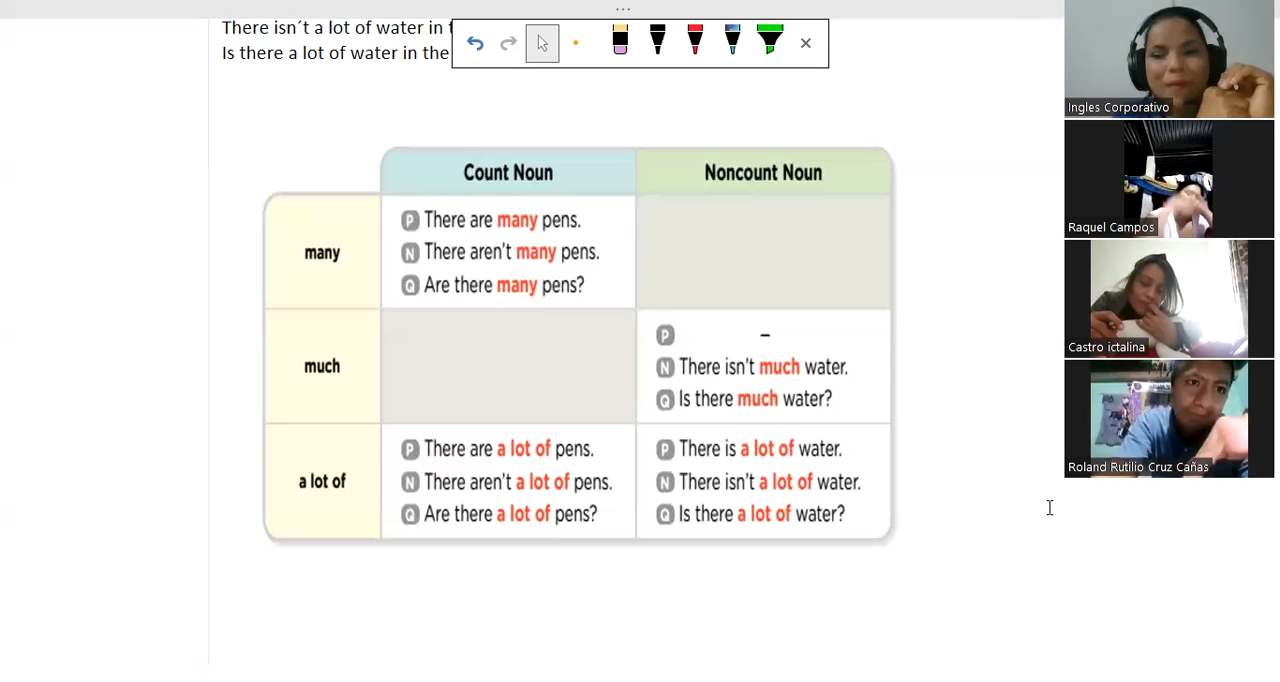 ...
There isn´t a lot of water in t
Is there a lot of water in the
Ingles Corporativo
Raquel Campos
Castro ictalina
Roland Rutilio Cruz Cañas
Count Noun
Noncount Noun
many
P There are many pens.
N There aren't many pens.
Q Are there many pens?
much
P –
N There isn't much water.
Q Is there much water?
a lot of
P There are a lot of pens.
N There aren't a lot of pens.
Q Are there a lot of pens?
P There is a lot of water.
N There isn't a lot of water.
Q Is there a lot of water?